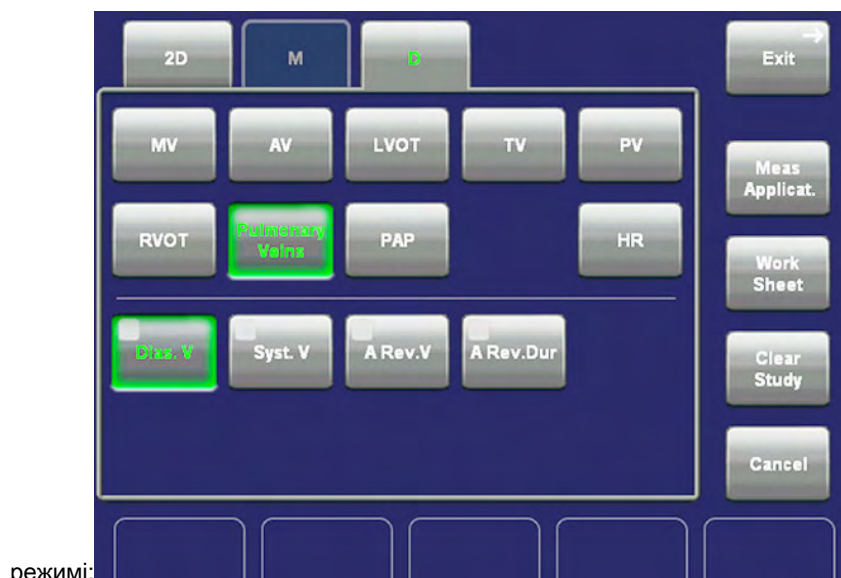 2D M D Exit
MV AV LVOT TV PV
Meas
Applicat.
RVOT Pulmonary
Veins PAP HR
Work
Sheet
Dias. V Syst. V A Rev.V A Rev.Dur
Clear
Study
Cancel
режимі: